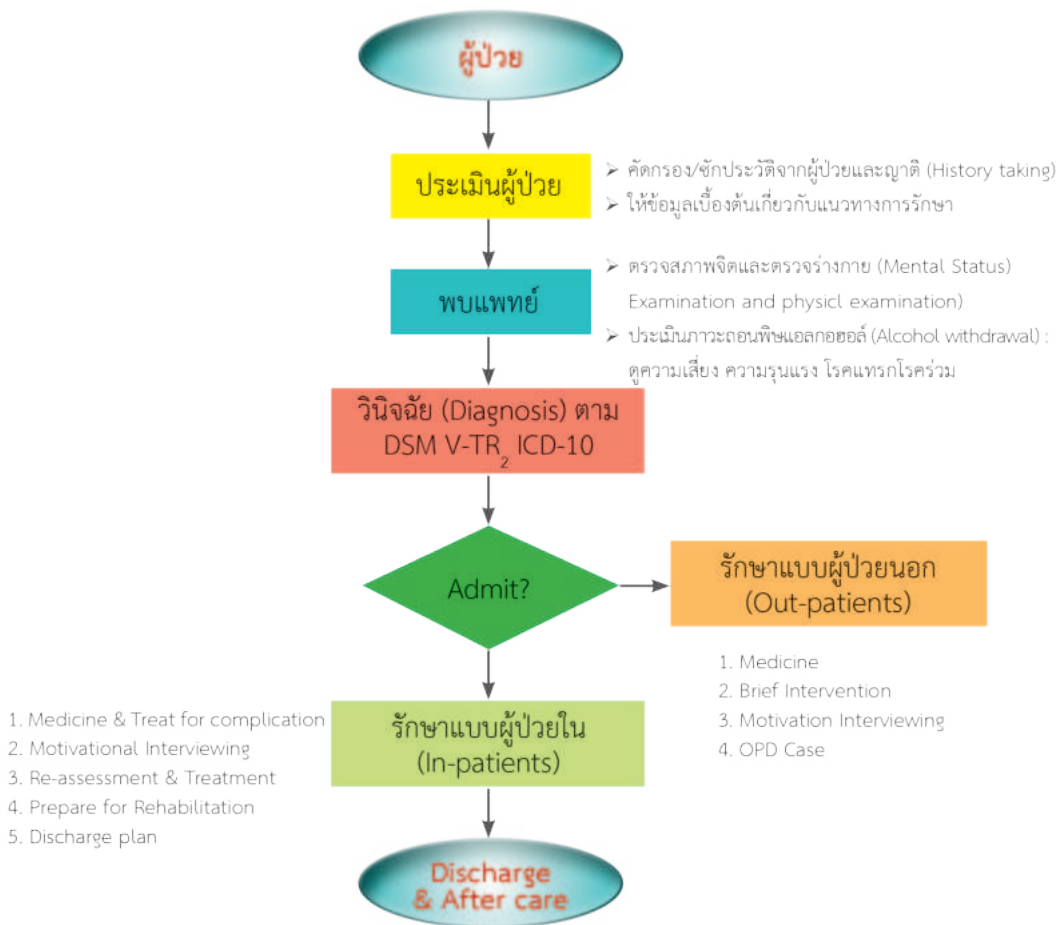 ผู้ป่วย
ประเมินผู้ป่วย
➢ คัดกรอง/ซักประวัติจากผู้ป่วยและญาติ (History taking)
➢ ให้ข้อมูลเบื้องต้นเกี่ยวกับแนวทางการรักษา
พบแพทย์
➢ ตรวจสภาพจิตและตรวจร่างกาย (Mental Status)
Examination and physicl examination)
➢ ประเมินภาวะถอนพิษแอลกอฮอล์ (Alcohol withdrawal) :
ดูความเสี่ยง ความรุนแรง โรคแทรกโรคร่วม
วินิจฉัย (Diagnosis) ตาม
DSM V-TR₂ ICD-10
Admit?
รักษาแบบผู้ป่วยนอก
(Out-patients)
1. Medicine
2. Brief Intervention
3. Motivation Interviewing
4. OPD Case
รักษาแบบผู้ป่วยใน
(In-patients)
1. Medicine & Treat for complication
2. Motivational Interviewing
3. Re-assessment & Treatment
4. Prepare for Rehabilitation
5. Discharge plan
Discharge
& After care